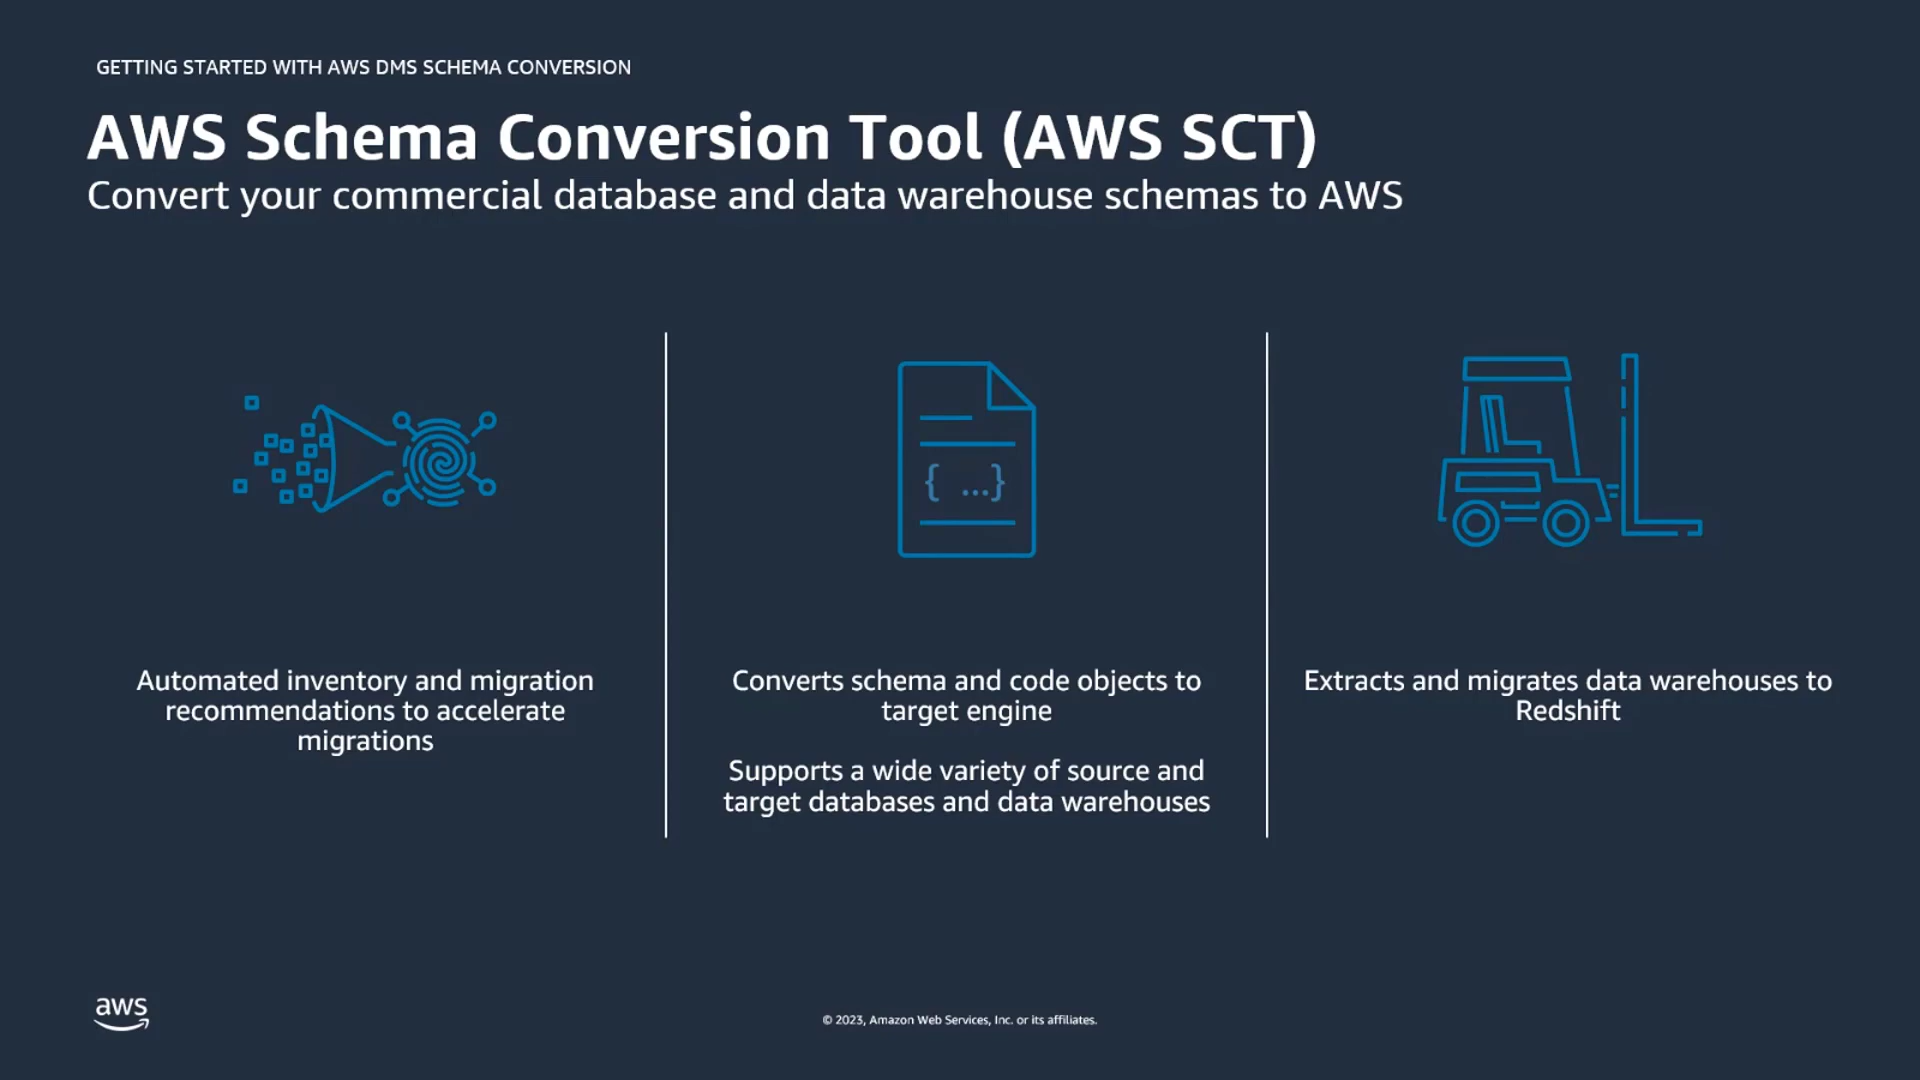 GETTING STARTED WITH AWS DMS SCHEMA CONVERSION
AWS Schema Conversion Tool (AWS SCT)
Convert your commercial database and data warehouse schemas to AWS
{ ...}
Automated inventory and migration
recommendations to accelerate
migrations
Converts schema and code objects to
target engine
Supports a wide variety of source and
target databases and data warehouses
Extracts and migrates data warehouses to
Redshift
aws
© 2023, Amazon Web Services, Inc. or its affiliates.